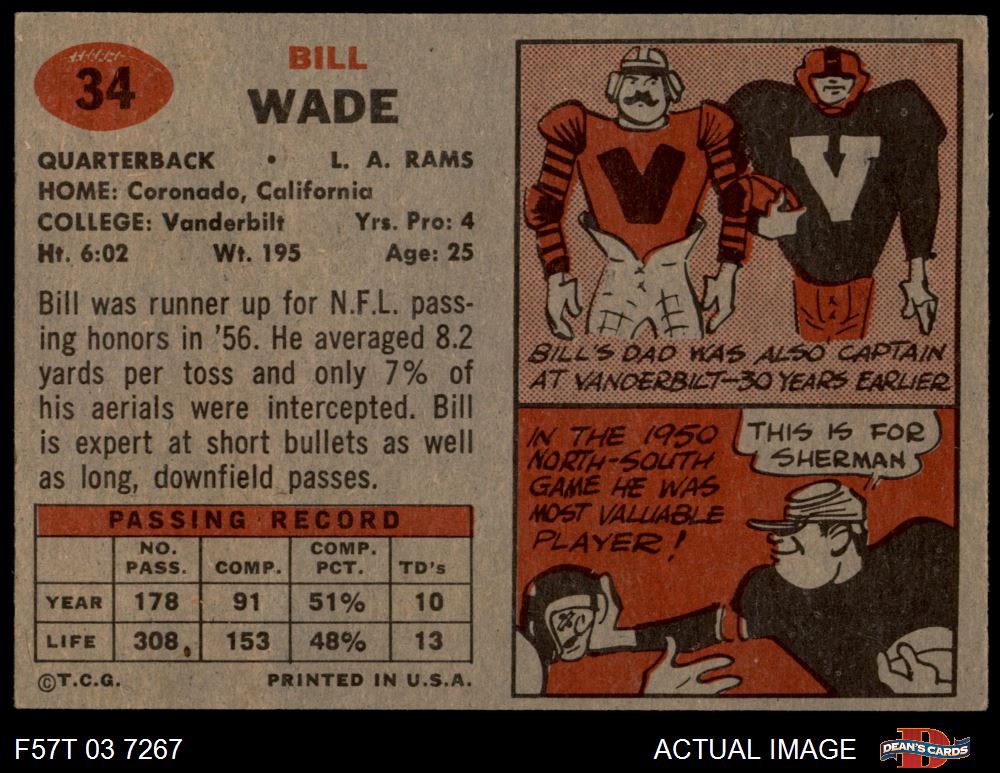 34
BILL
WADE
QUARTERBACK • L. A. RAMS
HOME: Coronado, California
COLLEGE: Vanderbilt Yrs. Pro: 4
Ht. 6:02 Wt. 195 Age: 25
Bill was runner up for N.F.L. pass-
ing honors in '56. He averaged 8.2
yards per toss and only 7% of
his aerials were intercepted. Bill
is expert at short bullets as well
as long, downfield passes.
PASSING RECORD
NO. PASS. COMP. COMP. PCT. TD's
YEAR 178 91 51% 10
LIFE 308 153 48% 13
©T.C.G. PRINTED IN U.S.A.
V V
BILL'S DAD WAS ALSO CAPTAIN
AT VANDERBILT—30 YEARS EARLIER
IN THE 1950
NORTH-SOUTH
GAME HE WAS
MOST VALUABLE
PLAYER!
THIS IS FOR
SHERMAN
F57T 03 7267
ACTUAL IMAGE
DEAN'S CARDS